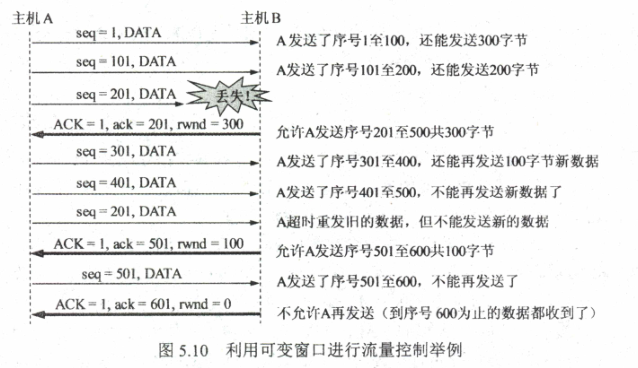 主机A 主机B
seq = 1, DATA A发送了序号1至100，还能发送300字节
seq = 101, DATA A发送了序号101至200，还能发送200字节
seq = 201, DATA 丢失！
ACK = 1, ack = 201, rwnd = 300 允许A发送序号201至500共300字节
seq = 301, DATA A发送了序号301至400，还能再发送100字节新数据
seq = 401, DATA A发送了序号401至500，不能再发送新数据了
seq = 201, DATA A超时重发旧的数据，但不能发送新的数据
ACK = 1, ack = 501, rwnd = 100 允许A发送序号501至600共100字节
seq = 501, DATA A发送了序号501至600，不能再发送了
ACK = 1, ack = 601, rwnd = 0 不允许A再发送（到序号600为止的数据都收到了）
图 5.10 利用可变窗口进行流量控制举例